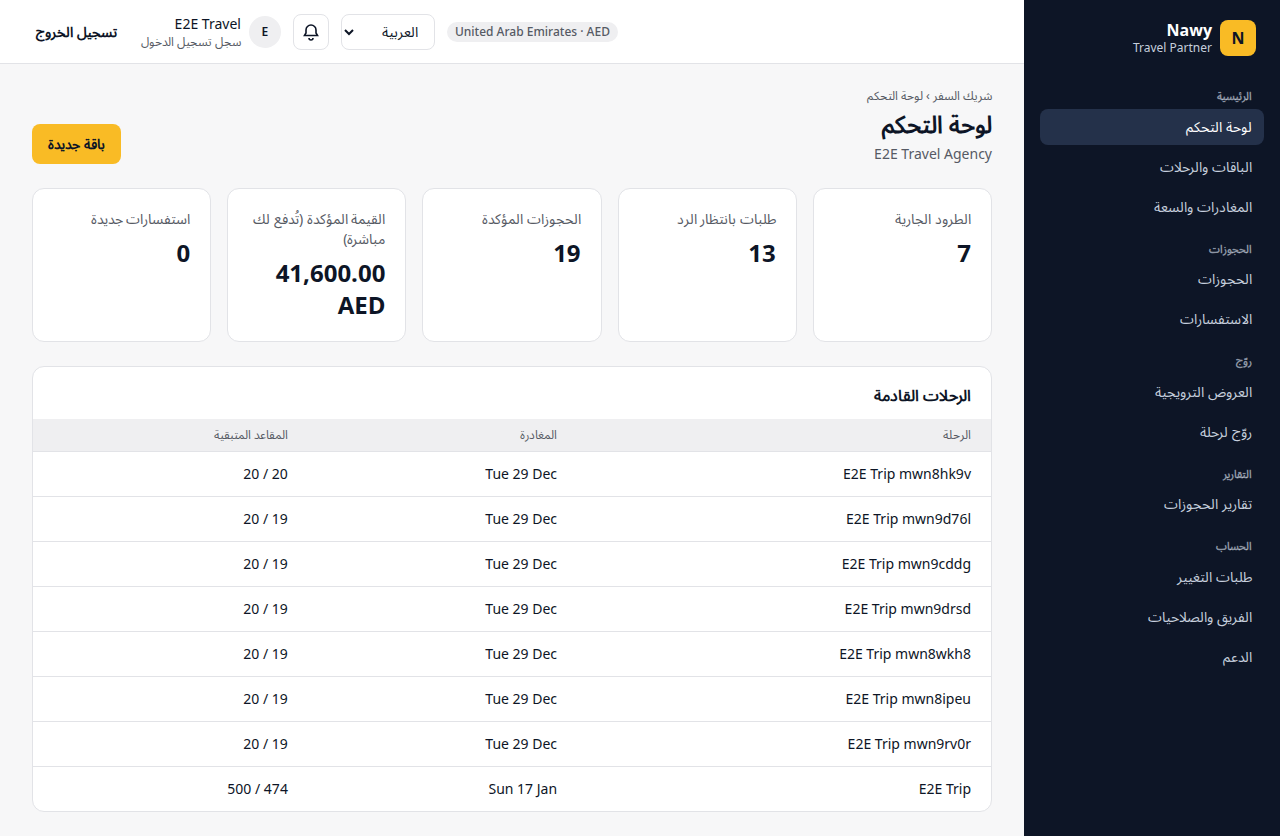 N
Nawy
Travel Partner
الرئيسية
لوحة التحكم
الباقات والرحلات
المغادرات والسعة
الحجوزات
الحجوزات
الاستفسارات
روّج
العروض الترويجية
روّج لرحلة
التقارير
تقارير الحجوزات
الحساب
طلبات التغيير
الفريق والصلاحيات
الدعم
United Arab Emirates · AED
العربية
E
E2E Travel
سجل تسجيل الدخول
تسجيل الخروج
شريك السفر › لوحة التحكم
لوحة التحكم
E2E Travel Agency
باقة جديدة
الطرود الجارية
7
طلبات بانتظار الرد
13
الحجوزات المؤكدة
19
القيمة المؤكدة (تُدفع لك مباشرة)
41,600.00 AED
استفسارات جديدة
0
الرحلات القادمة
الرحلة المغادرة المقاعد المتبقية
E2E Trip mwn8hk9v Tue 29 Dec 20 / 20
E2E Trip mwn9d76l Tue 29 Dec 20 / 19
E2E Trip mwn9cddg Tue 29 Dec 20 / 19
E2E Trip mwn9drsd Tue 29 Dec 20 / 19
E2E Trip mwn8wkh8 Tue 29 Dec 20 / 19
E2E Trip mwn8ipeu Tue 29 Dec 20 / 19
E2E Trip mwn9rv0r Tue 29 Dec 20 / 19
E2E Trip Sun 17 Jan 500 / 474